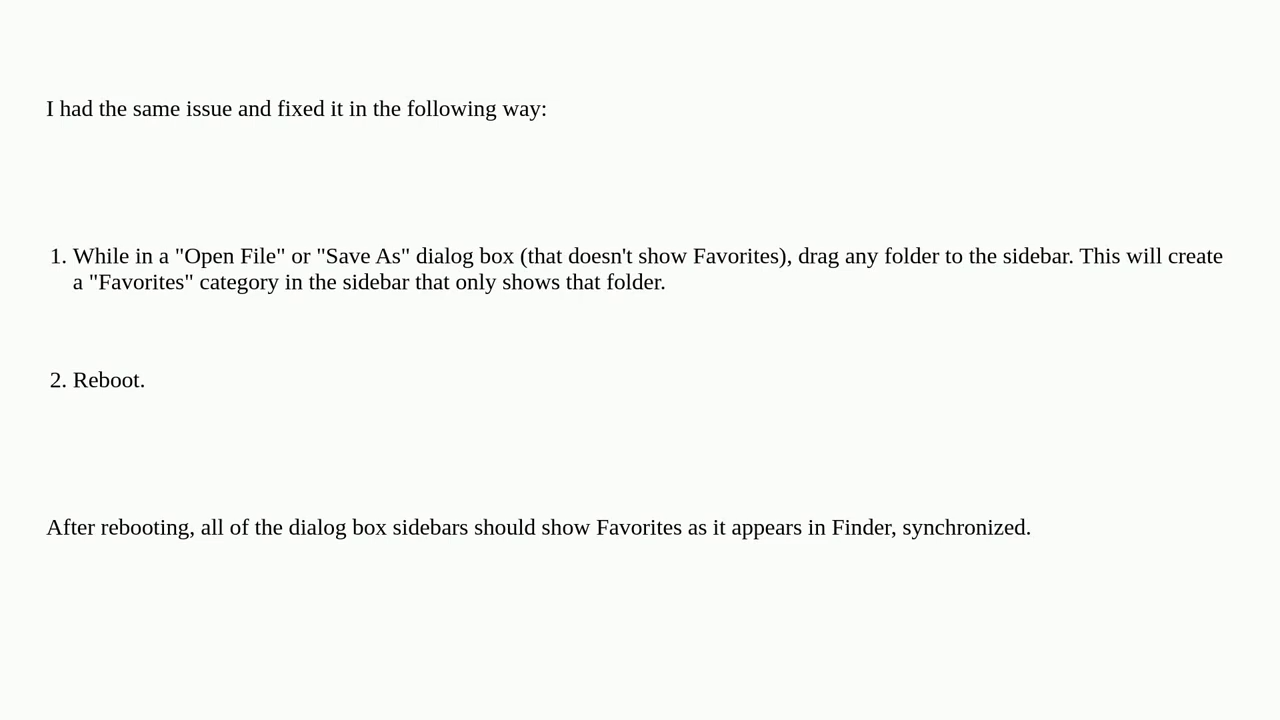 I had the same issue and fixed it in the following way:
1. While in a "Open File" or "Save As" dialog box (that doesn't show Favorites), drag any folder to the sidebar. This will create
a "Favorites" category in the sidebar that only shows that folder.
2. Reboot.
After rebooting, all of the dialog box sidebars should show Favorites as it appears in Finder, synchronized.